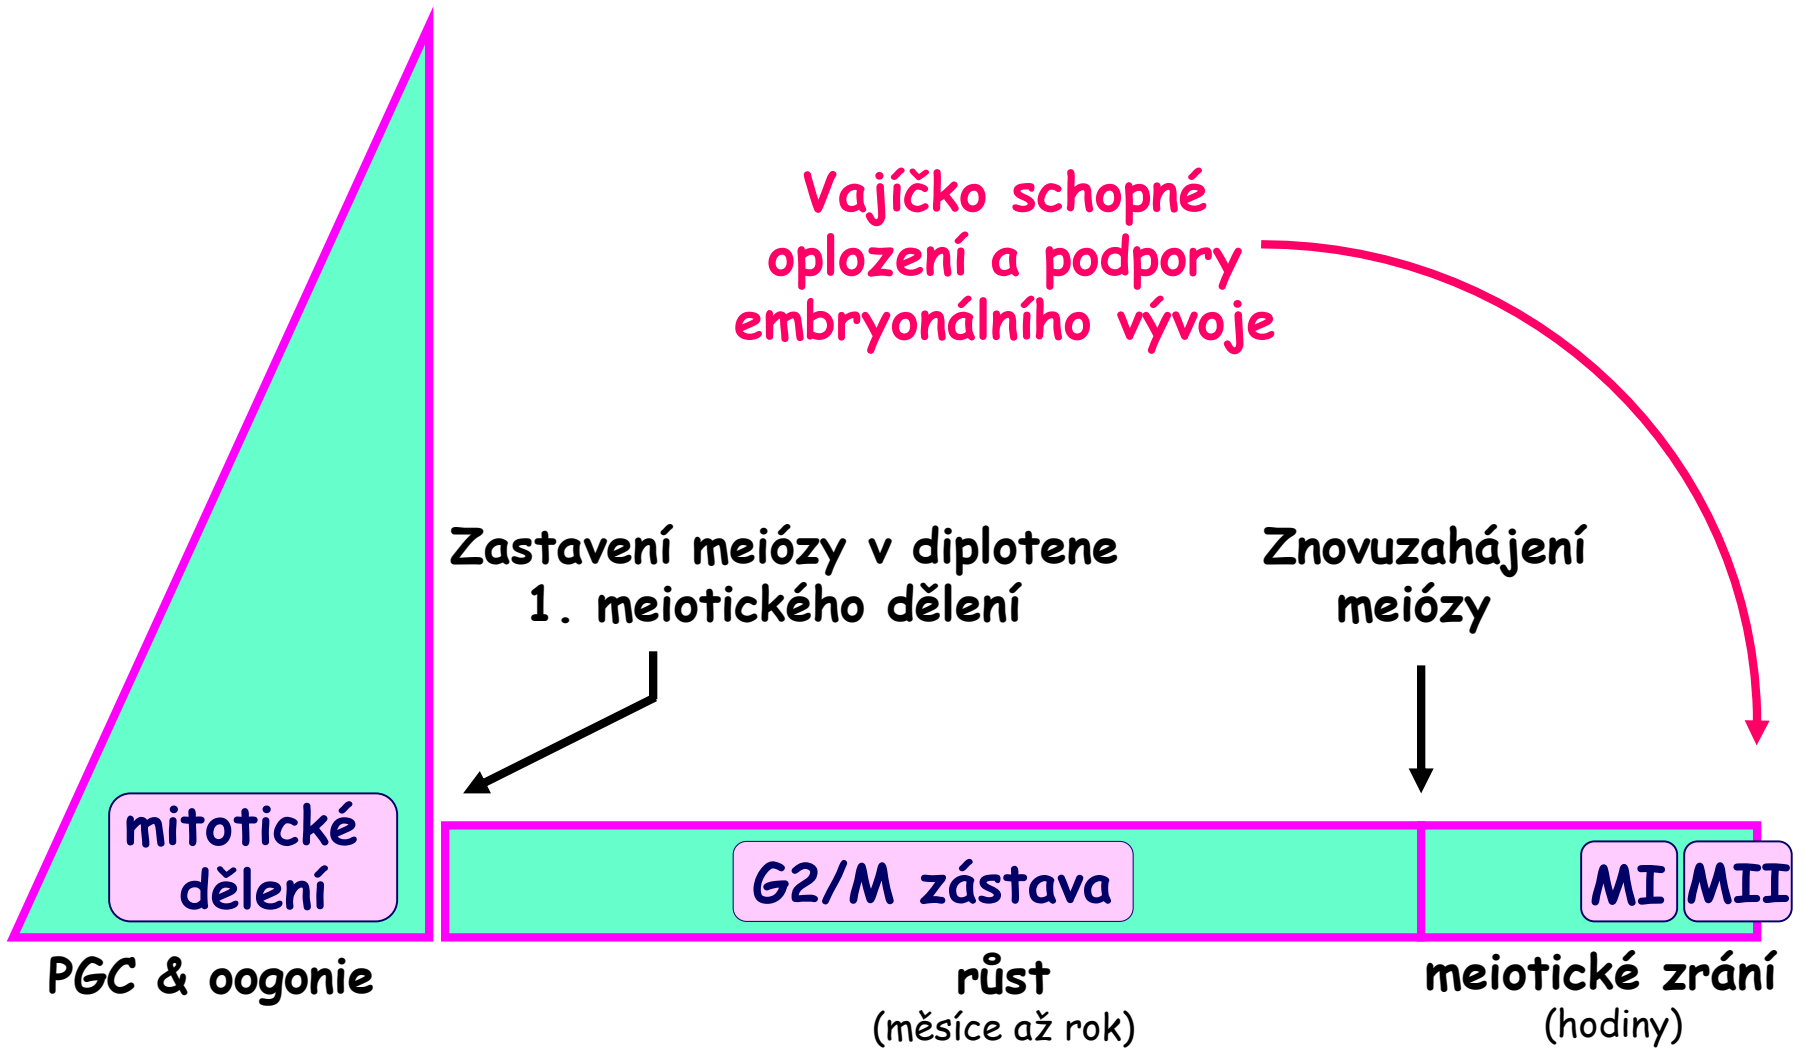 Vajíčko schopné
oplození a podpory
embryonálního vývoje
Zastavení meiózy v diplotene
1. meiotického dělení
Znovuzahájení
meiózy
mitotické
dělení
G2/M zástava
MI
MII
PGC & oogonie
růst
(měsíce až rok)
meiotické zrání
(hodiny)